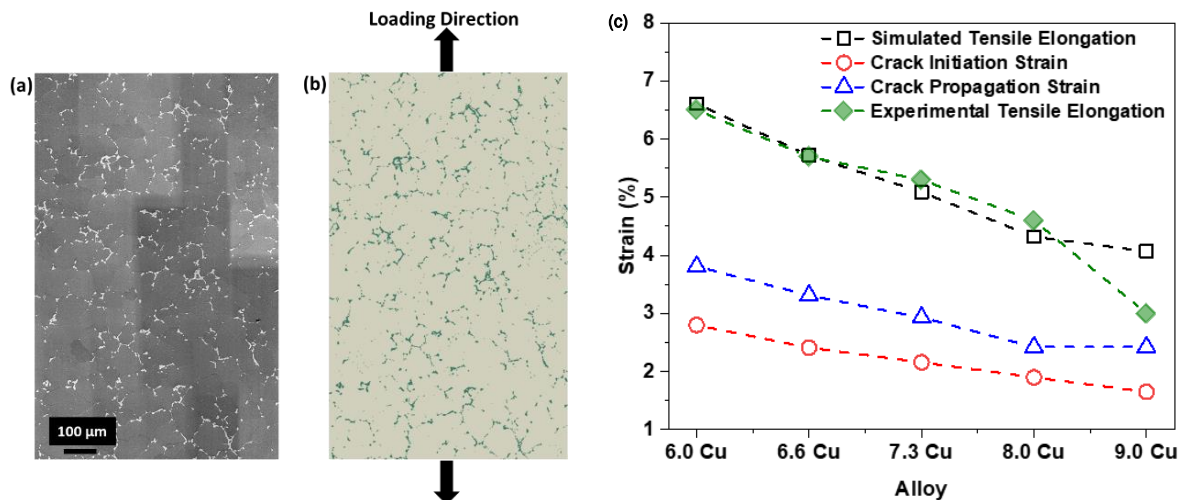 Loading Direction
(a)
100 µm
(b)
(c)
Simulated Tensile Elongation
Crack Initiation Strain
Crack Propagation Strain
Experimental Tensile Elongation
Strain (%)
8
7
6
5
4
3
2
1
6.0 Cu
6.6 Cu
7.3 Cu
8.0 Cu
9.0 Cu
Alloy